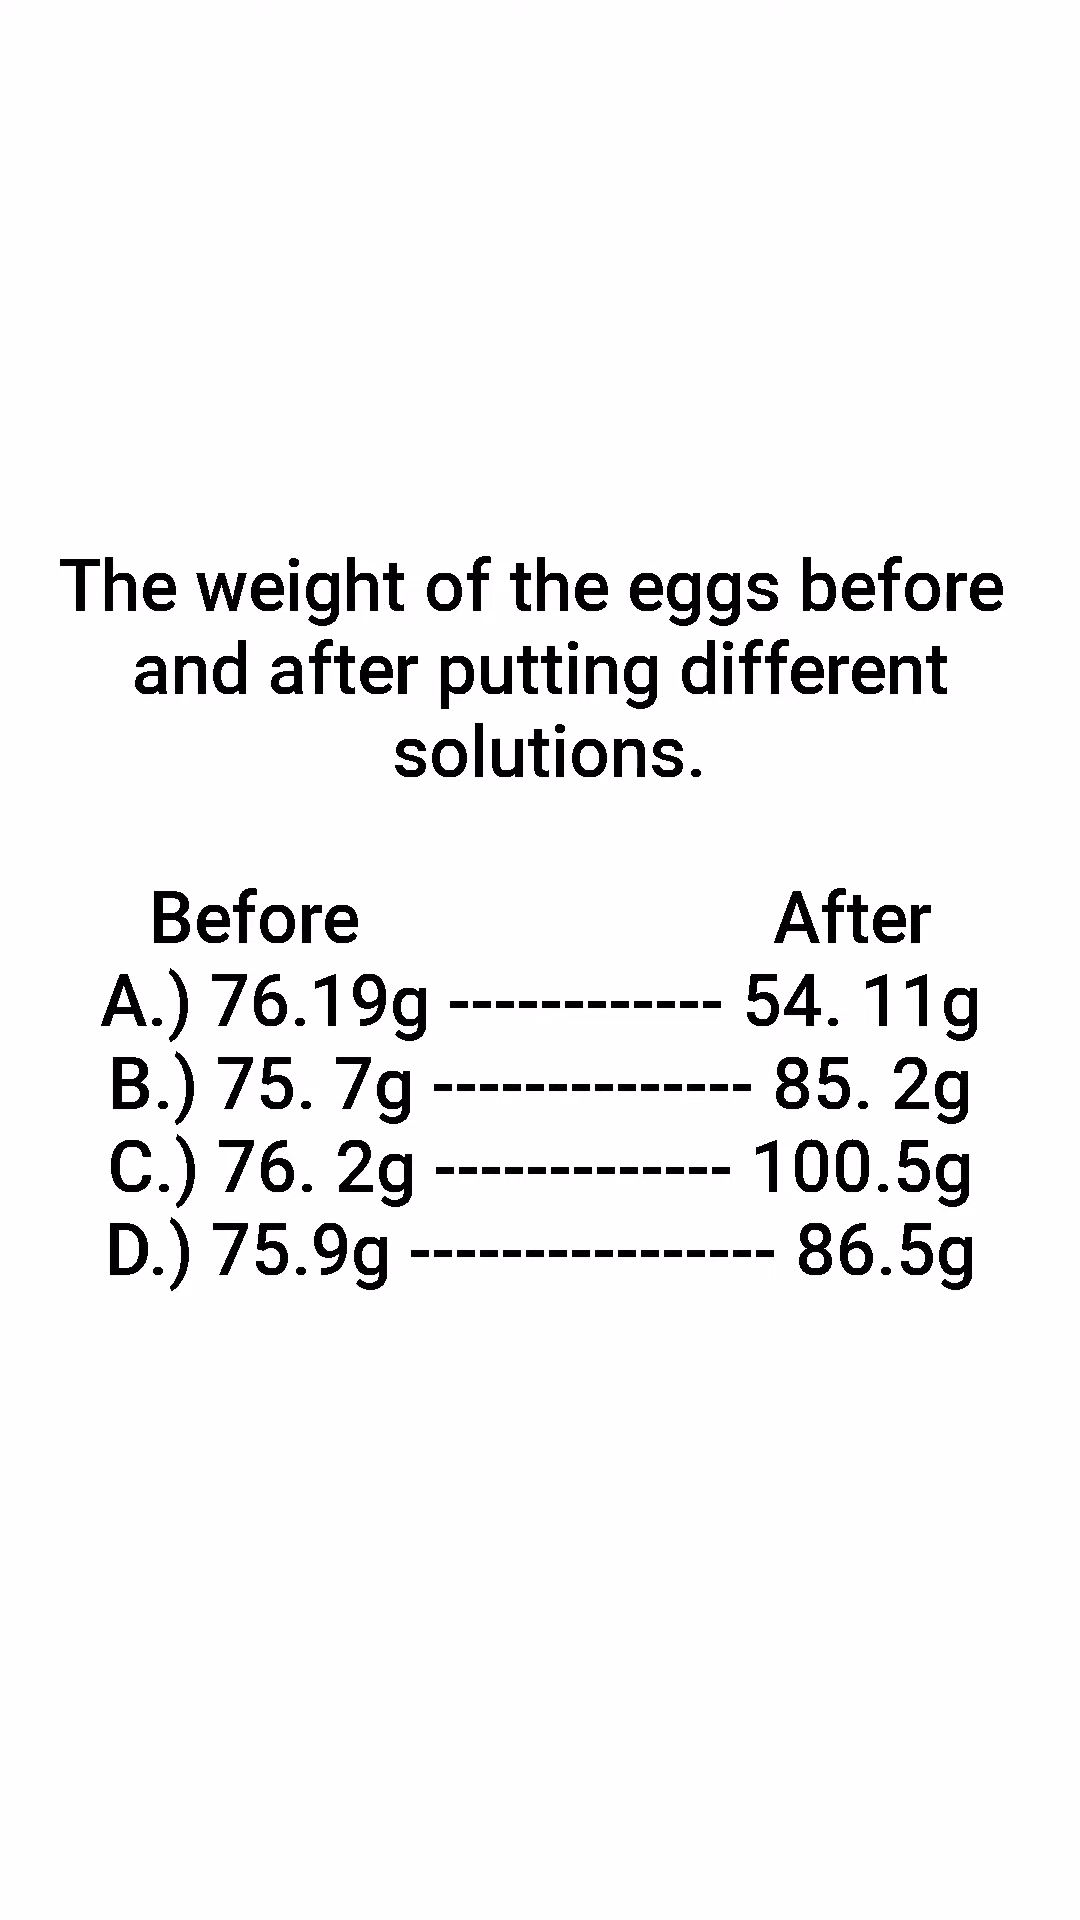 The weight of the eggs before
and after putting different
solutions.
Before After
A.) 76.19g ------------ 54. 11g
B.) 75. 7g -------------- 85. 2g
C.) 76. 2g ------------- 100.5g
D.) 75.9g ---------------- 86.5g